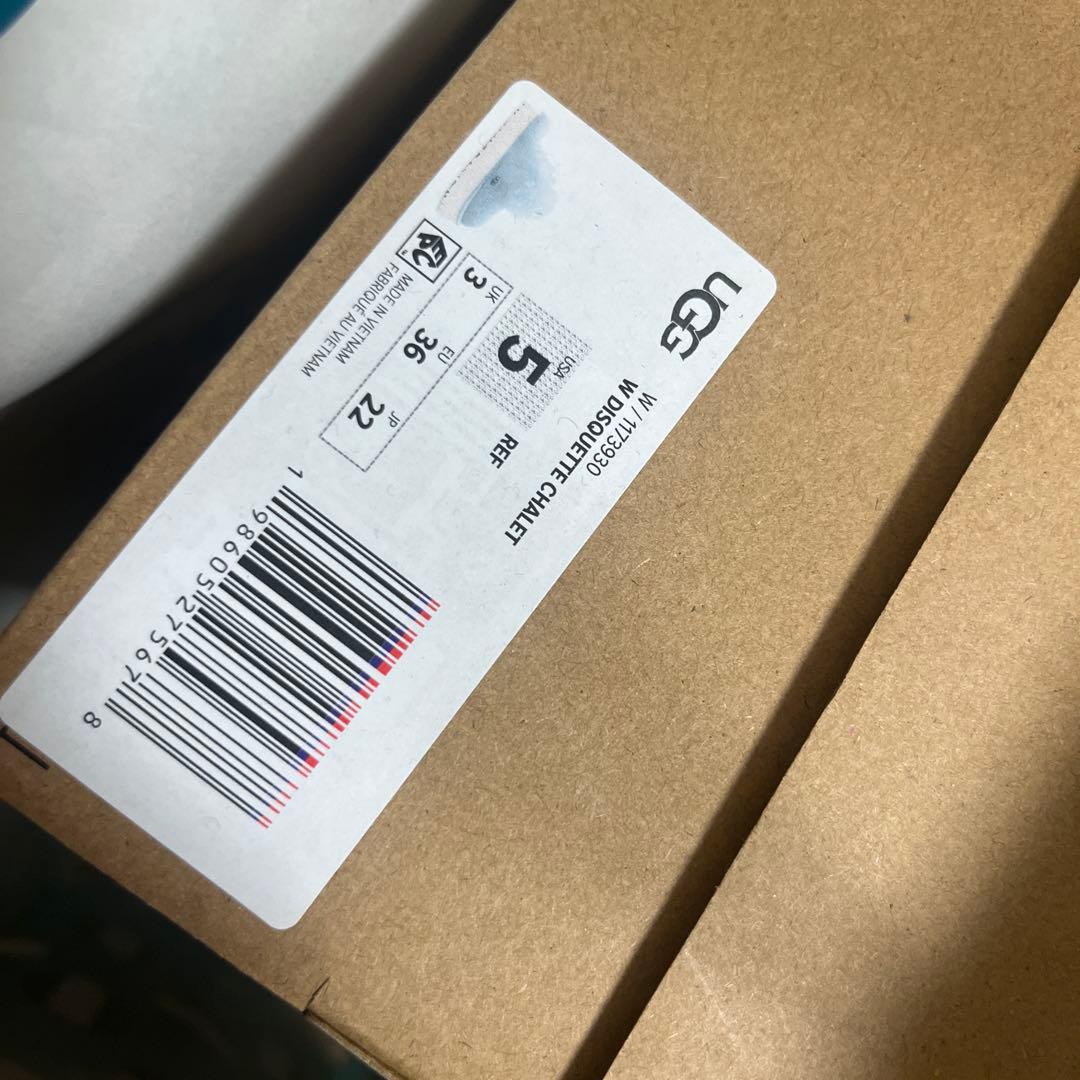 UGG
W / 1173930
W DISQUETTE CHALET
USA
5
REF
UK EU JP
3 36 22
MADE IN VIETNAM
FABRIQUÉ AU VIETNAM
1 98605 27567 8